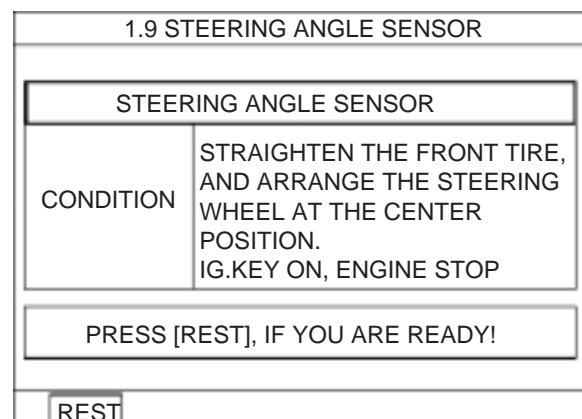 1.9 STEERING ANGLE SENSOR
STEERING ANGLE SENSOR
CONDITION
STRAIGHTEN THE FRONT TIRE,
AND ARRANGE THE STEERING
WHEEL AT THE CENTER
POSITION.
IG.KEY ON, ENGINE STOP
PRESS [REST], IF YOU ARE READY!
REST